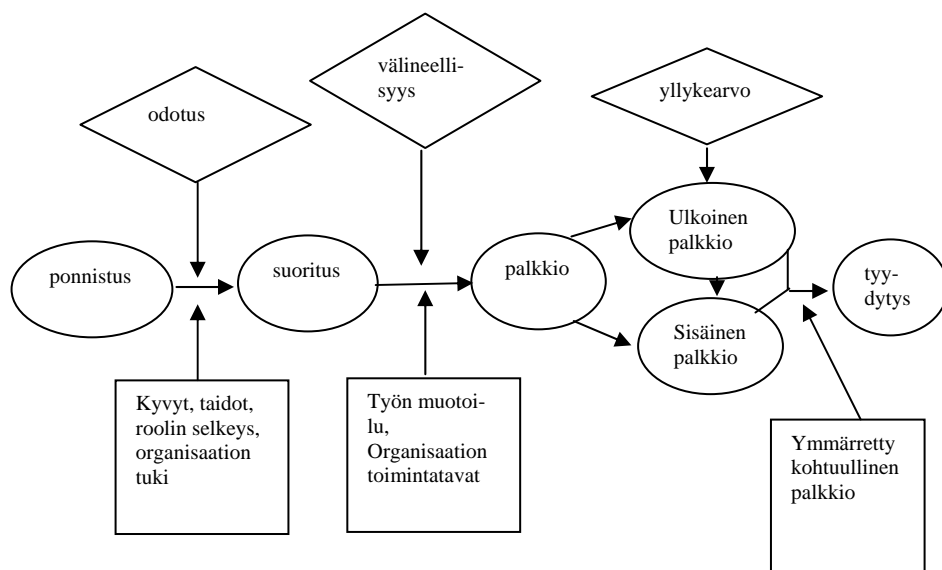 odotus
välineelli-
syys
yllykearvo
ponnistus
suoritus
palkkio
Ulkoinen
palkkio
Sisäinen
palkkio
tyy-
dytys
Kyvyt, taidot,
roolin selkeys,
organisaation
tuki
Työn muotoi-
lu,
Organisaation
toimintatavat
Ymmärretty
kohtuullinen
palkkio